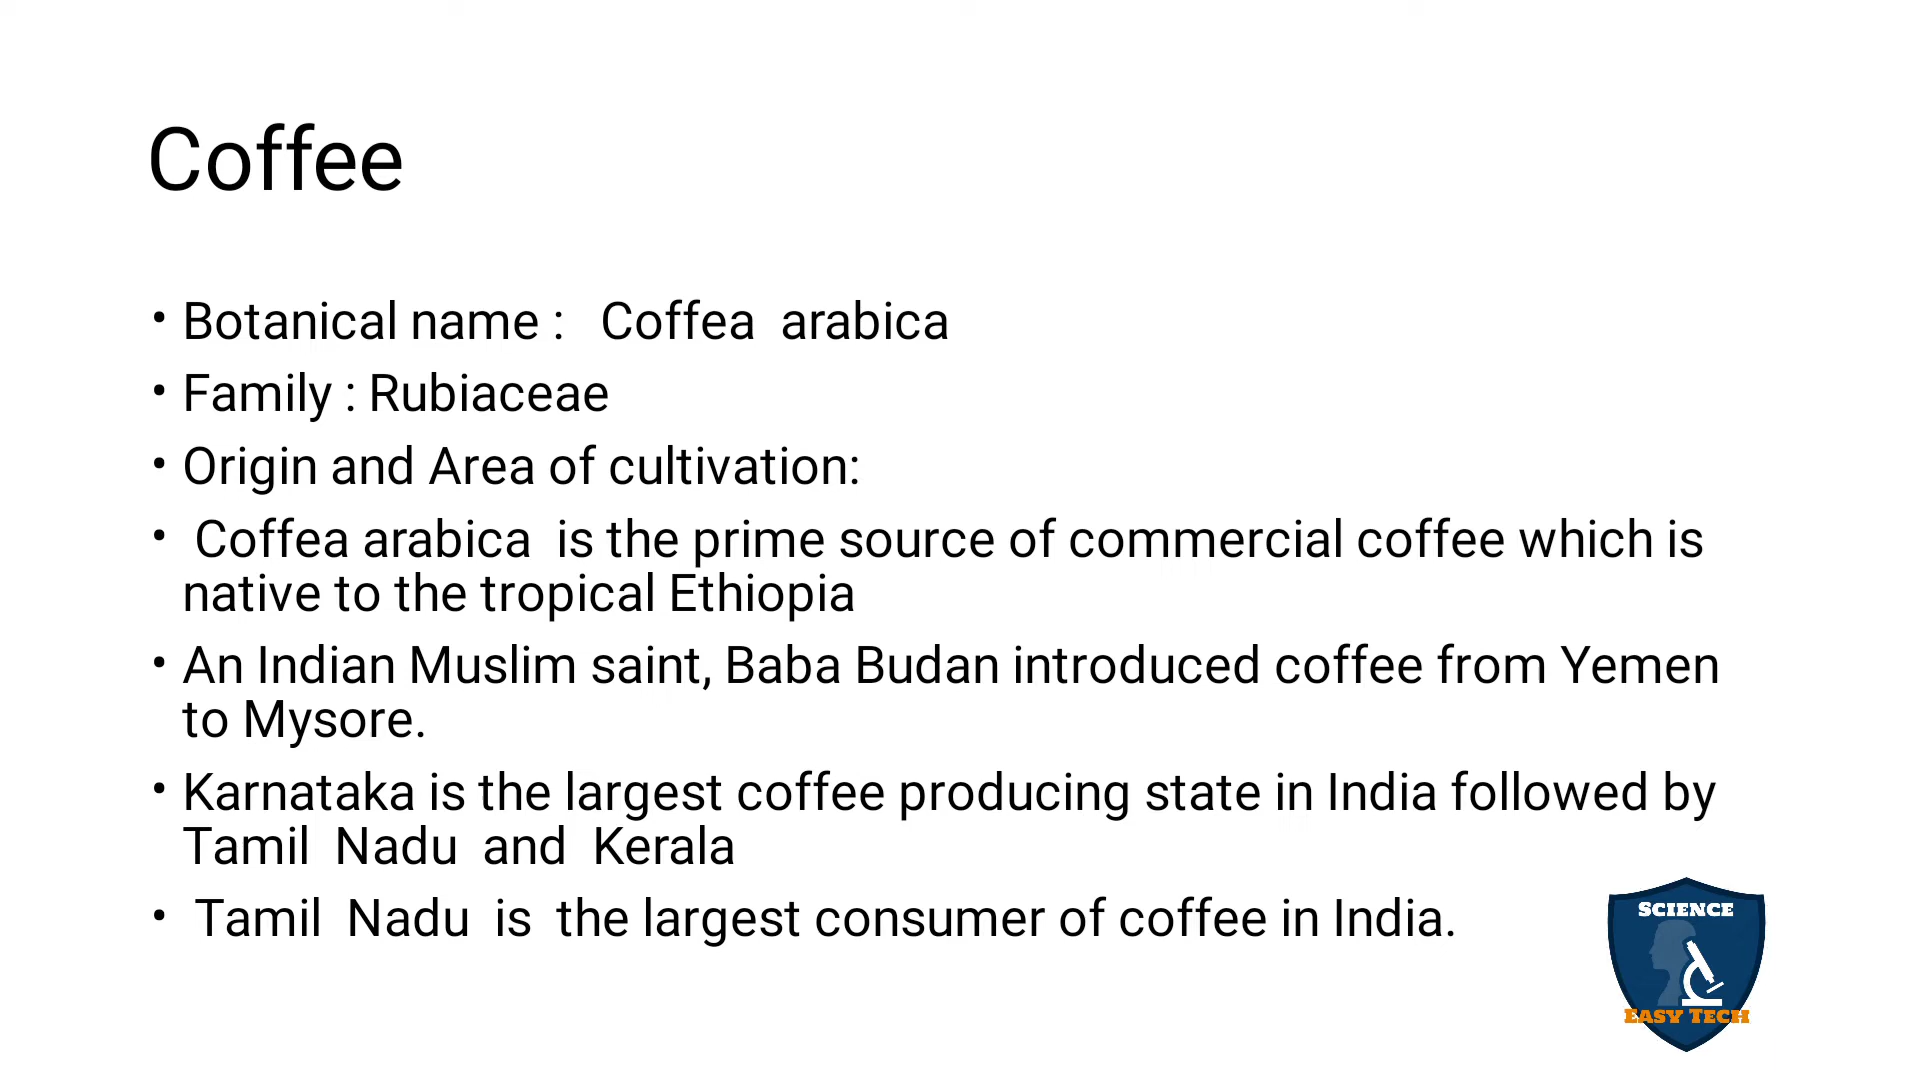 Coffee
• Botanical name :   Coffea  arabica
• Family : Rubiaceae
• Origin and Area of cultivation:
•  Coffea arabica  is the prime source of commercial coffee which is
native to the tropical Ethiopia
• An Indian Muslim saint, Baba Budan introduced coffee from Yemen
to Mysore.
• Karnataka is the largest coffee producing state in India followed by
Tamil  Nadu  and  Kerala
•  Tamil  Nadu  is  the largest consumer of coffee in India.
SCIENCE
EASY TECH